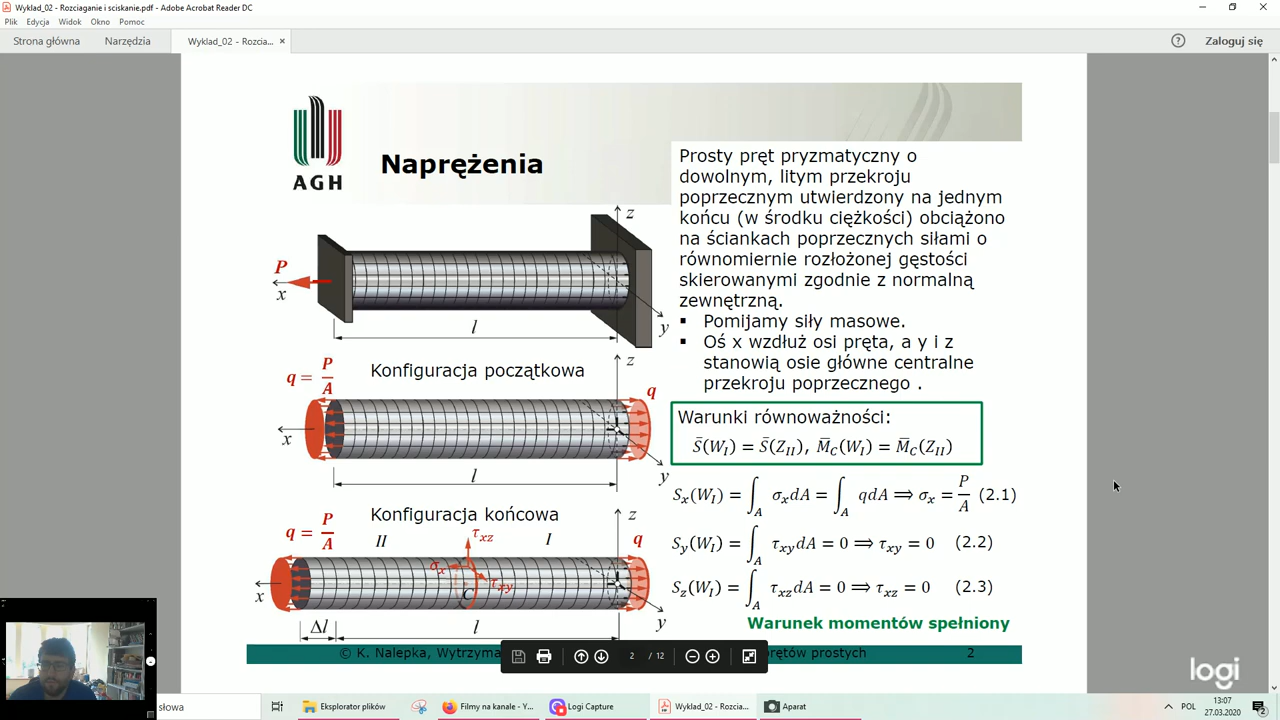 Wyklad_02 - Rozciaganie i sciskanie.pdf - Adobe Acrobat Reader DC
Plik Edycja Widok Okno Pomoc
Strona główna Narzędzia Wyklad_02 - Rozcia... × Zaloguj się
AGH
Naprężenia
Prosty pręt pryzmatyczny o
dowolnym, litym przekroju
poprzecznym utwierdzony na jednym
końcu (w środku ciężkości) obciążono
na ściankach poprzecznych siłami o
równomiernie rozłożonej gęstości
skierowanymi zgodnie z normalną
zewnętrzną.
▪ Pomijamy siły masowe.
▪ Oś x wzdłuż osi pręta, a y i z
stanowią osie główne centralne
przekroju poprzecznego .
z
P
x
y
l
Konfiguracja początkowa
q = P/A
z
q
x
y
l
Warunki równoważności:
S̄(W_I) = S̄(Z_II), M̄_C(W_I) = M̄_C(Z_II)
S_x(W_I) = ∫_A σ_x dA = ∫_A qdA ⟹ σ_x = P/A (2.1)
S_y(W_I) = ∫_A τ_xy dA = 0 ⟹ τ_xy = 0 (2.2)
S_z(W_I) = ∫_A τ_xz dA = 0 ⟹ τ_xz = 0 (2.3)
Warunek momentów spełniony
Konfiguracja końcowa
q = P/A
II
τ_xz
I
z
q
σ_x
τ_xy
C
x
y
Δl
l
© K. Nalepka, Wytrzyma
prętów prostych 2
2 / 12
logi
słowa
Eksplorator plików
Filmy na kanale - Y...
Logi Capture
Wyklad_02 - Rozcia...
Aparat
POL
13:07
27.03.2020
2